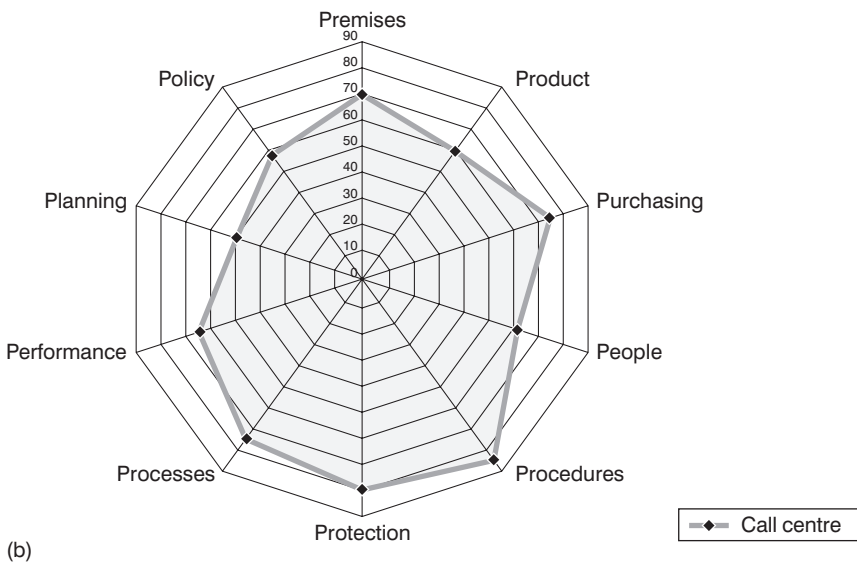 Premises
90
80
70
60
50
40
30
20
10
0
Policy
Product
Planning
Purchasing
Performance
People
Processes
Procedures
Protection
Call centre
(b)